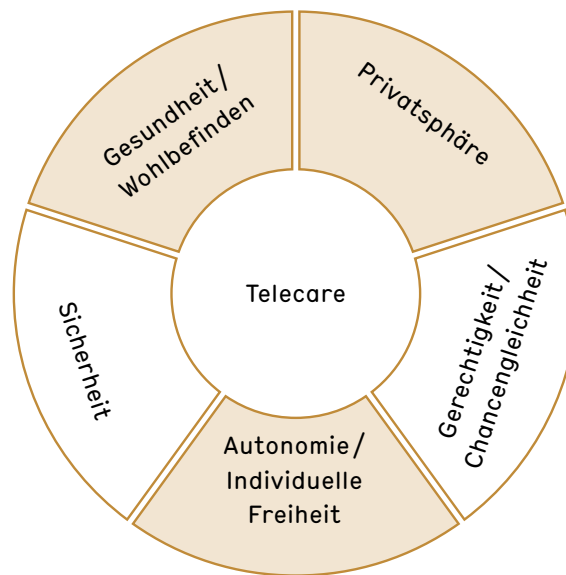 Gesundheit/
Wohlbefinden
Privatsphäre
Telecare
Sicherheit
Gerechtigkeit/
Chancengleichheit
Autonomie/
Individuelle
Freiheit